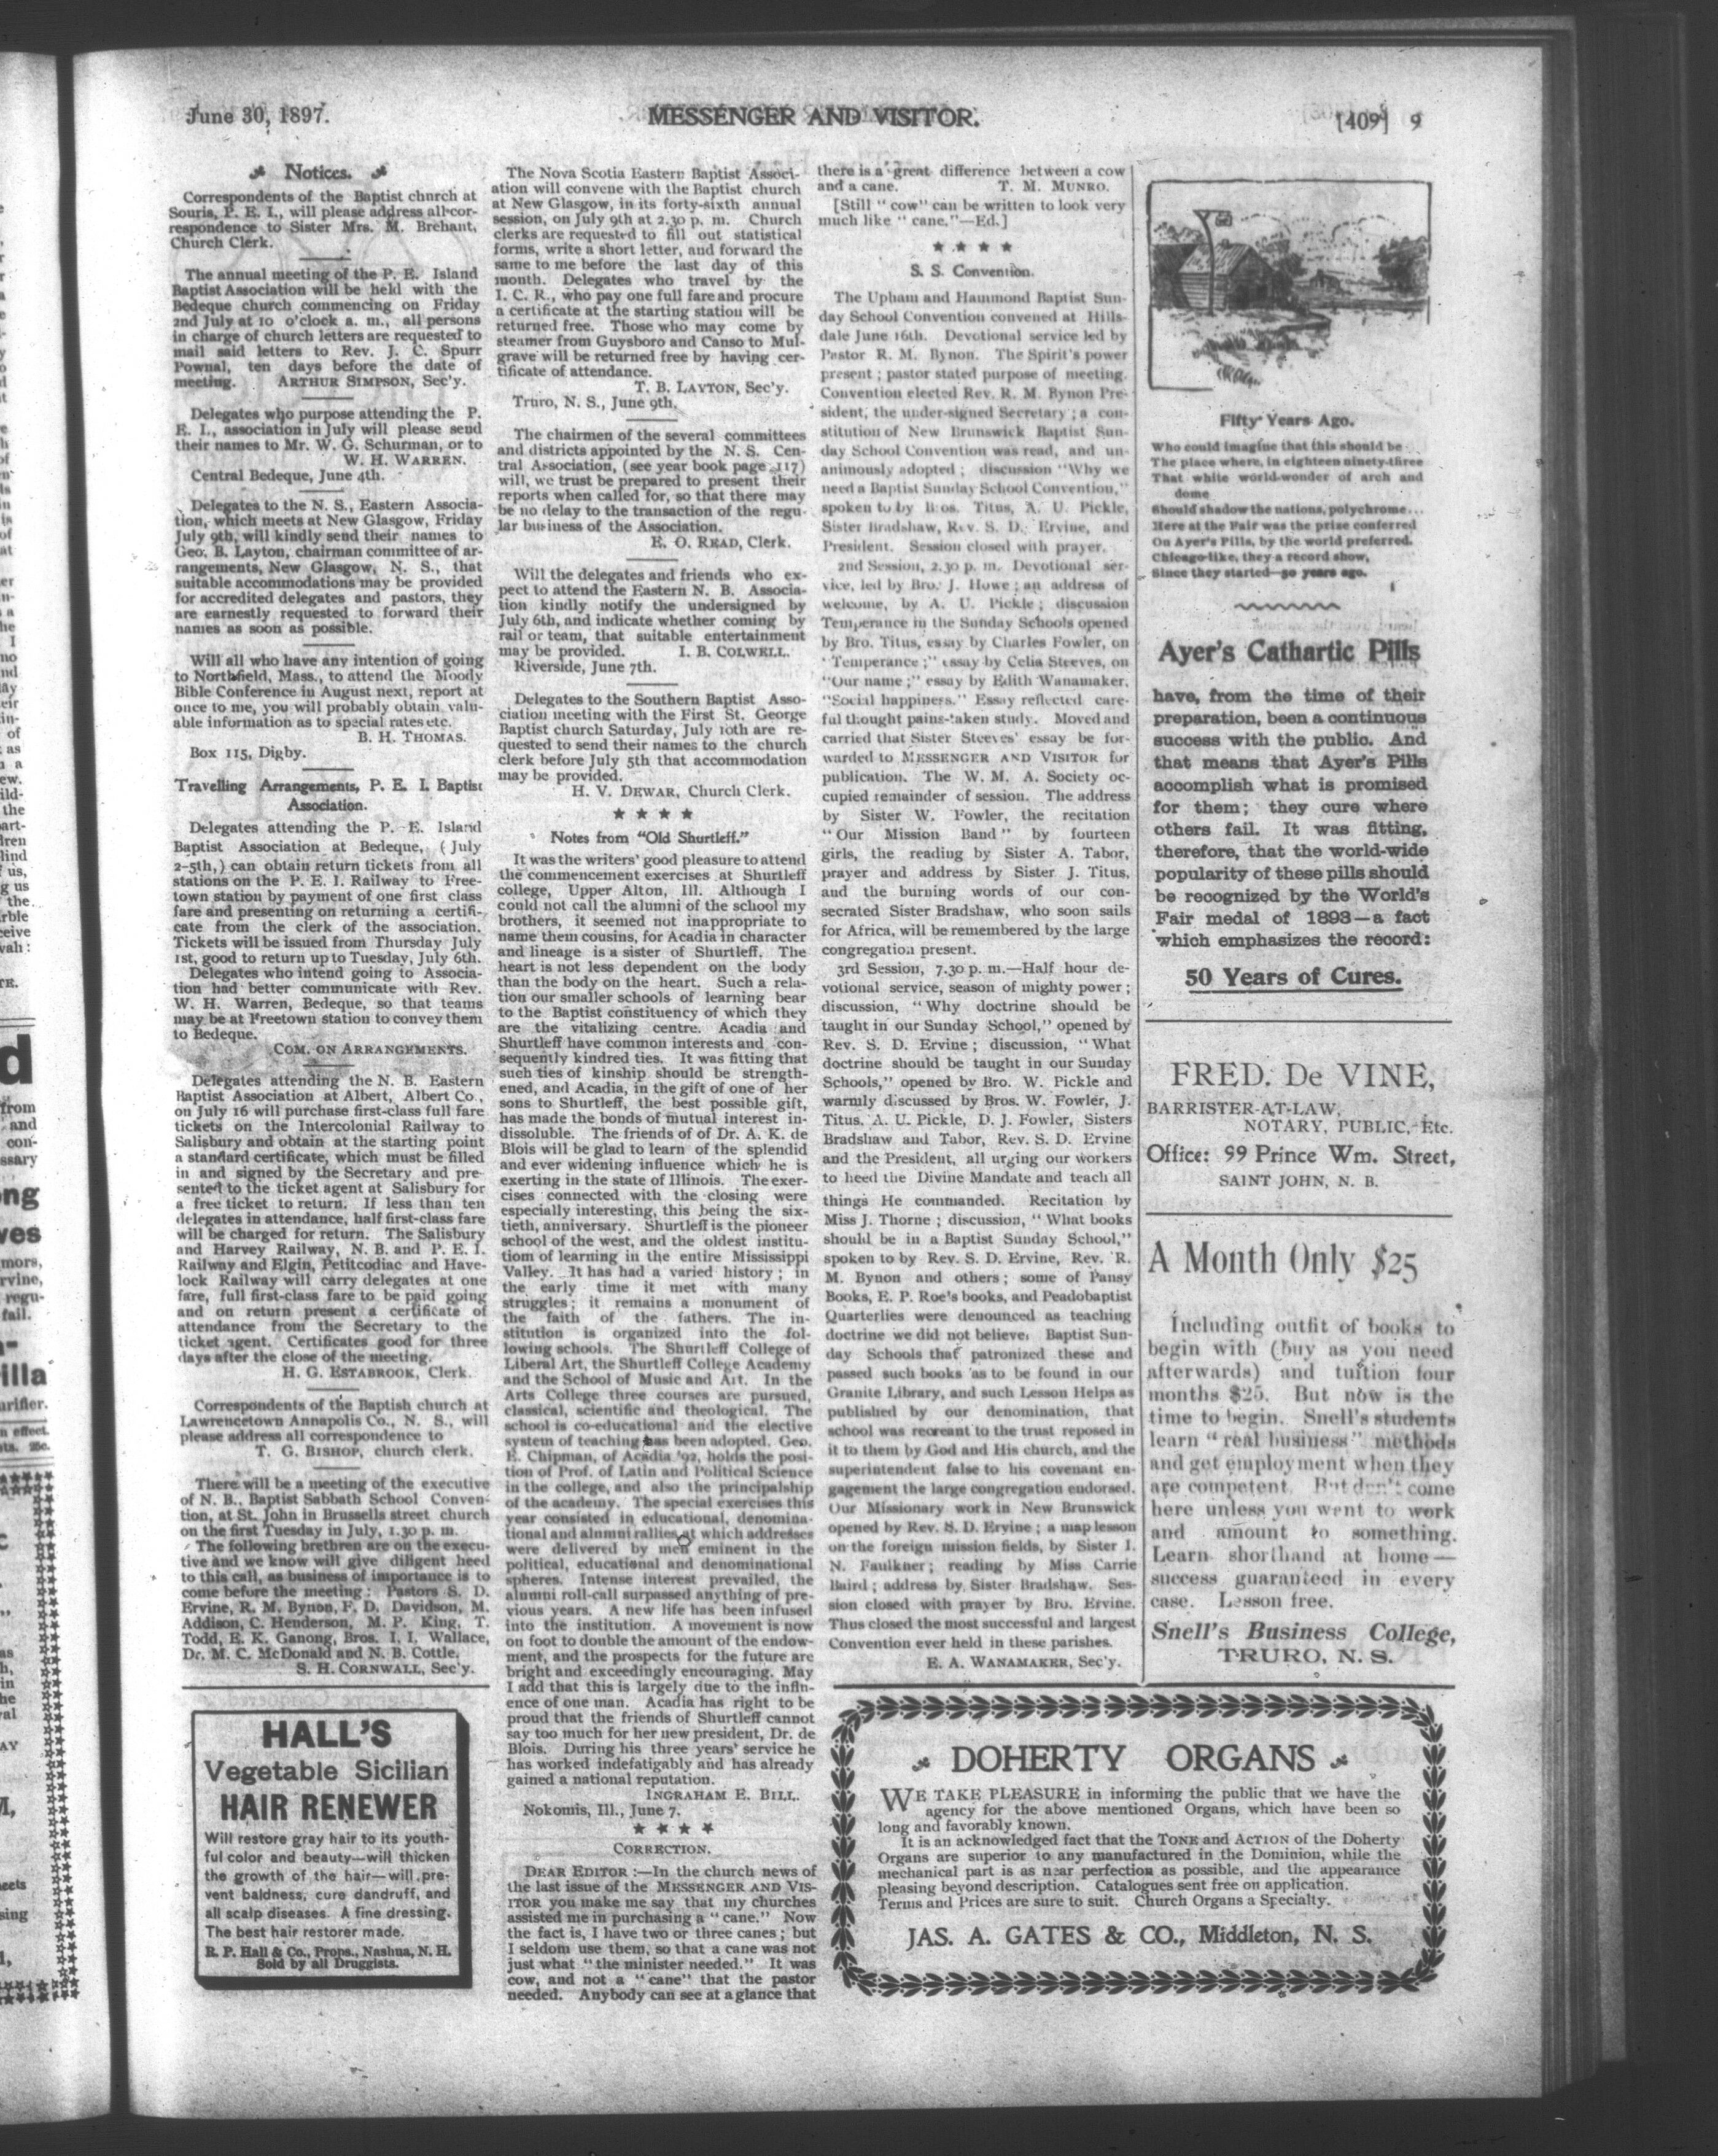 June 30, 1897.
MESSENGER AND VISITOR.
[409] 9
Notices.
Correspondents of the Baptist church at
Souris, P. E. I., will please address all cor-
respondence to Sister Mrs. M. Brehant,
Church Clerk.
The annual meeting of the P. E. Island
Baptist Association will be held with the
Bedeque church commencing on Friday
2nd July at 10 o'clock a. m., all persons
in charge of church letters are requested to
mail said letters to Rev. J. C. Spurr
Pownal, ten days before the date of
meeting. ARTHUR SIMPSON, Sec'y.
Delegates who purpose attending the P.
E. I., association in July will please send
their names to Mr. W. G. Schurman, or to
W. H. WARREN.
Central Bedeque, June 4th.
Delegates to the N. S., Eastern Associa-
tion, which meets at New Glasgow, Friday
July 9th, will kindly send their names to
Geo. B. Layton, chairman committee of ar-
rangements, New Glasgow, N. S., that
suitable accommodations may be provided
for accredited delegates and pastors, they
are earnestly requested to forward their
names as soon as possible.
Will all who have any intention of going
to Northfield, Mass., to attend the Moody
Bible Conference in August next, report at
once to me, you will probably obtain valu-
able information as to special rates etc.
B. H. THOMAS.
Box 115, Digby.
Travelling Arrangements, P. E. I. Baptist
Association.
Delegates attending the P. E. Island
Baptist Association at Bedeque, (July
2-5th,) can obtain return tickets from all
stations on the P. E. I. Railway to Free-
town station by payment of one first class
fare and presenting on returning a certifi-
cate from the clerk of the association.
Tickets will be issued from Thursday July
1st, good to return up to Tuesday, July 6th.
Delegates who intend going to Associa-
tion had better communicate with Rev.
W. H. Warren, Bedeque, so that teams
may be at Freetown station to convey them
to Bedeque.
COM. ON ARRANGEMENTS.
Delegates attending the N. B. Eastern
Baptist Association at Albert, Albert Co.,
on July 16 will purchase first-class full fare
tickets on the Intercolonial Railway to
Salisbury and obtain at the starting point
a standard certificate, which must be filled
in and signed by the Secretary and pre-
sented to the ticket agent at Salisbury for
a free ticket to return. If less than ten
delegates in attendance, half first-class fare
will be charged for return. The Salisbury
and Harvey Railway, N. B. and P. E. I.
Railway and Elgin, Petitcodiac and Have-
lock Railway will carry delegates at one
fare, full first-class fare to be paid going
and on return present a certificate of
attendance from the Secretary to the
ticket agent. Certificates good for three
days after the close of the meeting.
H. G. ESTABROOK, Clerk.
Correspondents of the Baptish church at
Lawrencetown Annapolis Co., N. S., will
please address all correspondence to
T. G. BISHOP, church clerk.
There will be a meeting of the executive
of N. B., Baptist Sabbath School Conven-
tion, at St. John in Brussells street church
on the first Tuesday in July, 1.30 p. m.
The following brethren are on the execu-
tive and we know will give diligent heed
to this call, as business of importance is to
come before the meeting: Pastors S. D.
Ervine, R. M. Bynon, F. D. Davidson, M.
Addison, C. Henderson, M. P. King, T.
Todd, E. K. Ganong, Bros. I. I. Wallace,
Dr. M. C. McDonald and N. B. Cottle.
S. H. CORNWALL, Sec'y.
HALL'S
Vegetable Sicilian
HAIR RENEWER
Will restore gray hair to its youth-
ful color and beauty—will thicken
the growth of the hair—will pre-
vent baldness, cure dandruff, and
all scalp diseases. A fine dressing.
The best hair restorer made.
R. P. Hall & Co., Props., Nashua, N. H.
Sold by all Druggists.
The Nova Scotia Eastern Baptist Associ-
ation will convene with the Baptist church
at New Glasgow, in its forty-sixth annual
session, on July 9th at 2.30 p. m. Church
clerks are requested to fill out statistical
forms, write a short letter, and forward the
same to me before the last day of this
month. Delegates who travel by the
I. C. R., who pay one full fare and procure
a certificate at the starting station will be
returned free. Those who may come by
steamer from Guysboro and Canso to Mul-
grave will be returned free by having cer-
tificate of attendance.
T. B. LAYTON, Sec'y.
Truro, N. S., June 9th.
The chairmen of the several committees
and districts appointed by the N. S. Cen-
tral Association, (see year book page 117)
will, we trust be prepared to present their
reports when called for, so that there may
be no delay to the transaction of the regu-
lar business of the Association.
E. O. READ, Clerk.
Will the delegates and friends who ex-
pect to attend the Eastern N. B. Associa-
tion kindly notify the undersigned by
July 6th, and indicate whether coming by
rail or team, that suitable entertainment
may be provided. I. B. COLWELL.
Riverside, June 7th.
Delegates to the Southern Baptist Asso-
ciation meeting with the First St. George
Baptist church Saturday, July 10th are re-
quested to send their names to the church
clerk before July 5th that accommodation
may be provided.
H. V. DEWAR, Church Clerk.
★ ★ ★ ★
Notes from "Old Shurtleff."
It was the writers' good pleasure to attend
the commencement exercises at Shurtleff
college, Upper Alton, Ill. Although I
could not call the alumni of the school my
brothers, it seemed not inappropriate to
name them cousins, for Acadia in character
and lineage is a sister of Shurtleff. The
heart is not less dependent on the body
than the body on the heart. Such a rela-
tion our smaller schools of learning bear
to the Baptist constituency of which they
are the vitalizing centre. Acadia and
Shurtleff have common interests and con-
sequently kindred ties. It was fitting that
such ties of kinship should be strength-
ened, and Acadia, in the gift of one of her
sons to Shurtleff, the best possible gift,
has made the bonds of mutual interest in-
dissoluble. The friends of of Dr. A. K. de
Blois will be glad to learn of the splendid
and ever widening influence which he is
exerting in the state of Illinois. The exer-
cises connected with the closing were
especially interesting, this being the six-
tieth, anniversary. Shurtleff is the pioneer
school of the west, and the oldest institu-
tiom of learning in the entire Mississippi
Valley. It has had a varied history; in
the early time it met with many
struggles; it remains a monument of
the faith of the fathers. The in-
stitution is organized into the fol-
lowing schools. The Shurtleff College of
Liberal Art, the Shurtleff College Academy
and the School of Music and Art. In the
Arts College three courses are pursued,
classical, scientific and theological. The
school is co-educational and the elective
system of teaching has been adopted. Geo.
E. Chipman, of Acadia '92, holds the posi-
tion of Prof. of Latin and Political Science
in the college, and also the principalship
of the academy. The special exercises this
year consisted in educational, denomina-
tional and alumni rallies, at which addresses
were delivered by men eminent in the
political, educational and denominational
spheres. Intense interest prevailed, the
alumni roll-call surpassed anything of pre-
vious years. A new life has been infused
into the institution. A movement is now
on foot to double the amount of the endow-
ment, and the prospects for the future are
bright and exceedingly encouraging. May
I add that this is largely due to the influ-
ence of one man. Acadia has right to be
proud that the friends of Shurtleff cannot
say too much for her new president, Dr. de
Blois. During his three years' service he
has worked indefatigably and has already
gained a national reputation.
INGRAHAM E. BILL.
Nokomis, Ill., June 7.
★ ★ ★ ★
CORRECTION.
DEAR EDITOR:—In the church news of
the last issue of the MESSENGER AND VIS-
ITOR you make me say that my churches
assisted me in purchasing a "cane." Now
the fact is, I have two or three canes; but
I seldom use them, so that a cane was not
just what "the minister needed." It was
cow, and not a "cane" that the pastor
needed. Anybody can see at a glance that
there is a great difference between a cow
and a cane. T. M. MUNRO.
[Still "cow" can be written to look very
much like "cane."—Ed.]
★ ★ ★ ★
S. S. Convention.
The Upham and Hammond Baptist Sun-
day School Convention convened at Hills-
dale June 16th. Devotional service led by
Pastor R. M. Bynon. The Spirit's power
present; pastor stated purpose of meeting.
Convention elected Rev. R. M. Bynon Pre-
sident, the under-signed Secretary; a con-
stitution of New Brunswick Baptist Sun-
day School Convention was read, and un-
animously adopted; discussion "Why we
need a Baptist Sunday School Convention,"
spoken to by Bros. Titus, A. U. Pickle,
Sister Bradshaw, Rev. S. D. Ervine, and
President. Session closed with prayer.
2nd Session, 2.30 p. m. Devotional ser-
vice, led by Bro. J. Howe; an address of
welcome, by A. U. Pickle; discussion
Temperance in the Sunday Schools opened
by Bro. Titus, essay by Charles Fowler, on
"Temperance;" essay by Celia Steeves, on
"Our name;" essay by Edith Wanamaker,
"Social happiness." Essay reflected care-
ful thought pains-taken study. Moved and
carried that Sister Steeves' essay be for-
warded to MESSENGER AND VISITOR for
publication. The W. M. A. Society oc-
cupied remainder of session. The address
by Sister W. Fowler, the recitation
"Our Mission Band" by fourteen
girls, the reading by Sister A. Tabor,
prayer and address by Sister J. Titus,
and the burning words of our con-
secrated Sister Bradshaw, who soon sails
for Africa, will be remembered by the large
congregation present.
3rd Session, 7.30 p. m.—Half hour de-
votional service, season of mighty power;
discussion, "Why doctrine should be
taught in our Sunday School," opened by
Rev. S. D. Ervine; discussion, "What
doctrine should be taught in our Sunday
Schools," opened by Bro. W. Pickle and
warmly discussed by Bros. W. Fowler, J.
Titus, A. U. Pickle, D. J. Fowler, Sisters
Bradshaw and Tabor, Rev. S. D. Ervine
and the President, all urging our workers
to heed the Divine Mandate and teach all
things He commanded. Recitation by
Miss J. Thorne; discussion, "What books
should be in a Baptist Sunday School,"
spoken to by Rev. S. D. Ervine, Rev. R.
M. Bynon and others; some of Pansy
Books, E. P. Roe's books, and Peadobaptist
Quarterlies were denounced as teaching
doctrine we did not believe. Baptist Sun-
day Schools that patronized these and
passed such books as to be found in our
Granite Library, and such Lesson Helps as
published by our denomination, that
school was recreant to the trust reposed in
it to them by God and His church, and the
superintendent false to his covenant en-
gagement the large congregation endorsed.
Our Missionary work in New Brunswick
opened by Rev. S. D. Ervine; a map lesson
on the foreign mission fields, by Sister I.
N. Faulkner; reading by Miss Carrie
Baird; address by Sister Bradshaw. Ses-
sion closed with prayer by Bro. Ervine.
Thus closed the most successful and largest
Convention ever held in these parishes.
E. A. WANAMAKER, Sec'y.
Fifty Years Ago.
Who could imagine that this should be
The place where, in eighteen ninety-three
That white world-wonder of arch and
dome
Should shadow the nations, polychrome...
Here at the Fair was the prize conferred
On Ayer's Pills, by the world preferred.
Chicago-like, they a record show,
Since they started—50 years ago.
Ayer's Cathartic Pills
have, from the time of their
preparation, been a continuous
success with the public. And
that means that Ayer's Pills
accomplish what is promised
for them; they cure where
others fail. It was fitting,
therefore, that the world-wide
popularity of these pills should
be recognized by the World's
Fair medal of 1893—a fact
which emphasizes the record:
50 Years of Cures.
FRED. De VINE,
BARRISTER-AT-LAW,
NOTARY, PUBLIC, Etc.
Office: 99 Prince Wm. Street,
SAINT JOHN, N. B.
A Month Only $25
Including outfit of books to
begin with (buy as you need
afterwards) and tuition four
months $25. But now is the
time to begin. Snell's students
learn "real business" methods
and get employment when they
are competent. But don't come
here unless you went to work
and amount to something.
Learn shorthand at home—
success guaranteed in every
case. Lesson free.
Snell's Business College,
TRURO, N. S.
DOHERTY ORGANS
WE TAKE PLEASURE in informing the public that we have the
agency for the above mentioned Organs, which have been so
long and favorably known.
It is an acknowledged fact that the TONE and ACTION of the Doherty
Organs are superior to any manufactured in the Dominion, while the
mechanical part is as near perfection as possible, and the appearance
pleasing beyond description. Catalogues sent free on application.
Terms and Prices are sure to suit. Church Organs a Specialty.
JAS. A. GATES & CO., Middleton, N. S.